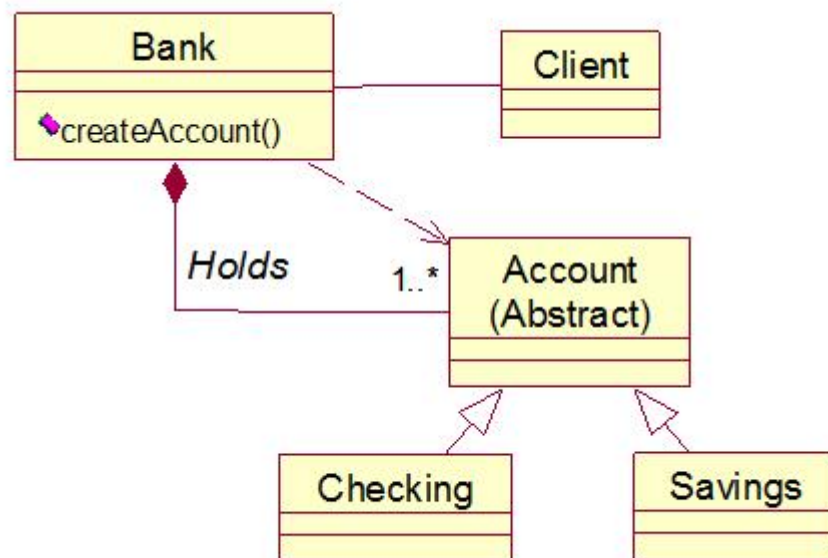 Bank
Client
createAccount()
Holds
1..*
Account
(Abstract)
Checking
Savings